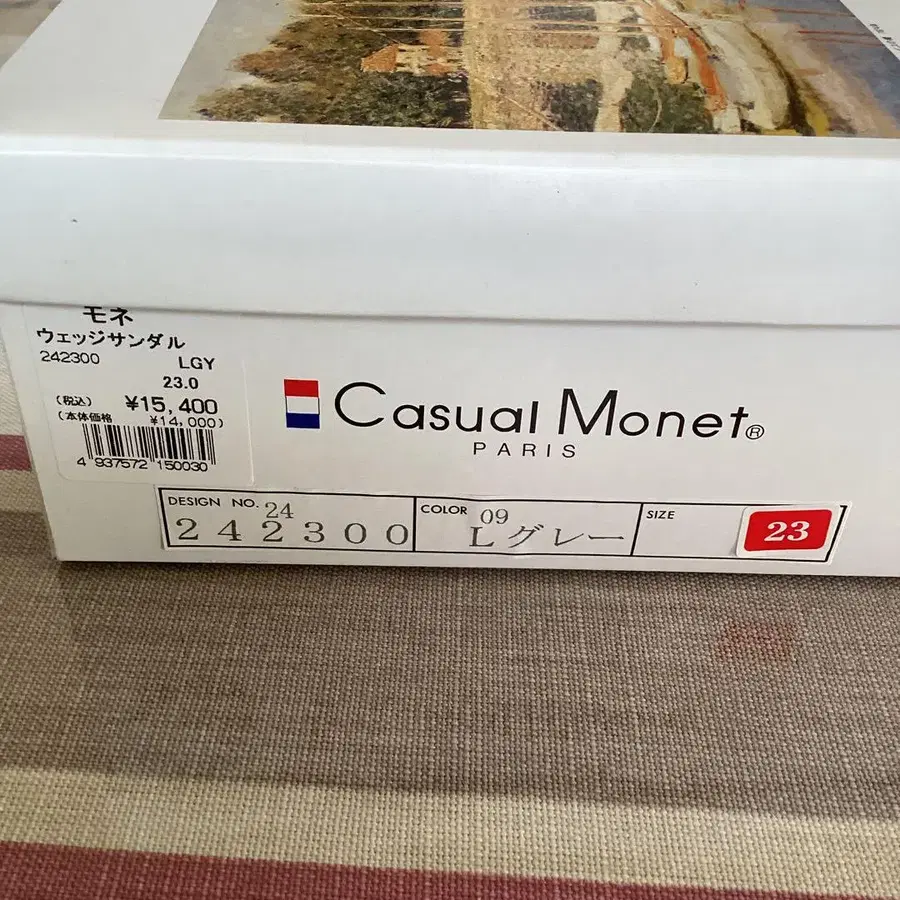 モネ
ウェッジサンダル
242300 LGY
23.0
(税込) ¥15,400
(本体価格 ¥14,000)
4 937572 150030
Casual Monet®
PARIS
DESIGN NO. 24
242300
COLOR 09
Lグレー
SIZE 23